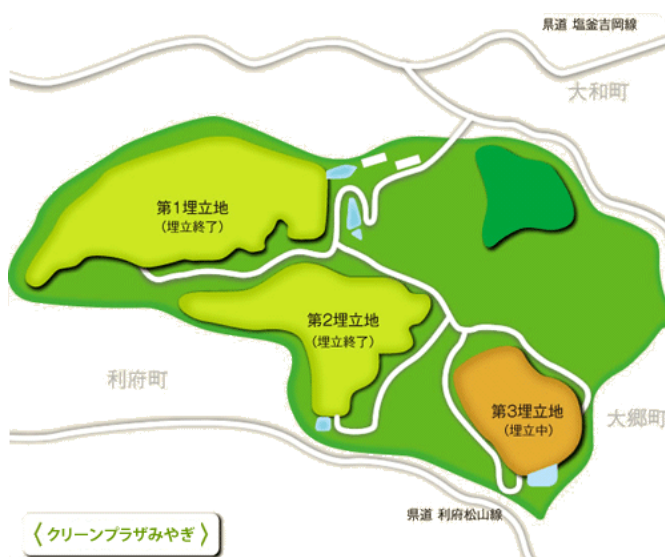 県道 塩釜吉岡線
大和町
第1埋立地
(埋立終了)
第2埋立地
(埋立終了)
利府町
第3埋立地
(埋立中)
大郷町
県道 利府松山線
〈クリーンプラザみやぎ〉